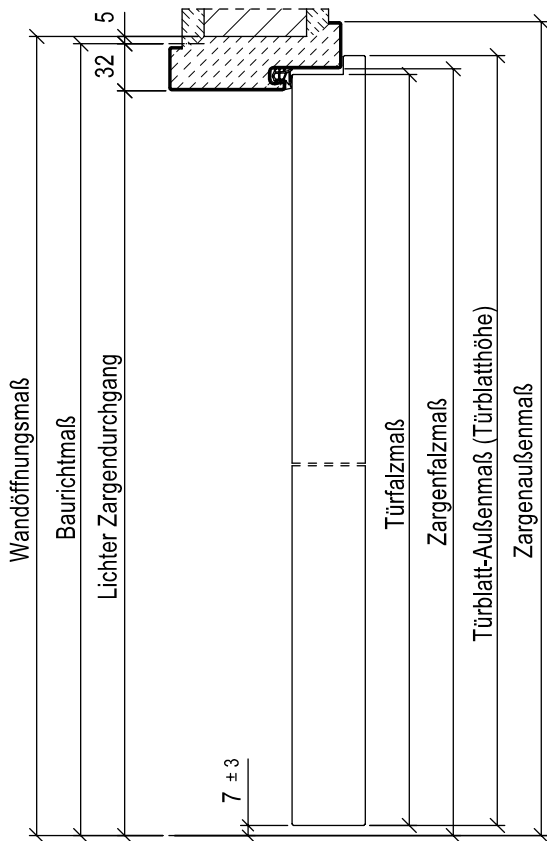 5
32
Wandöffnungsmaß
Baurichtmaß
Lichter Zargendurchgang
7 ± 3
Türfalzmaß
Zargenfalzmaß
Türblatt-Außenmaß (Türblatthöhe)
Zargenaußenmaß